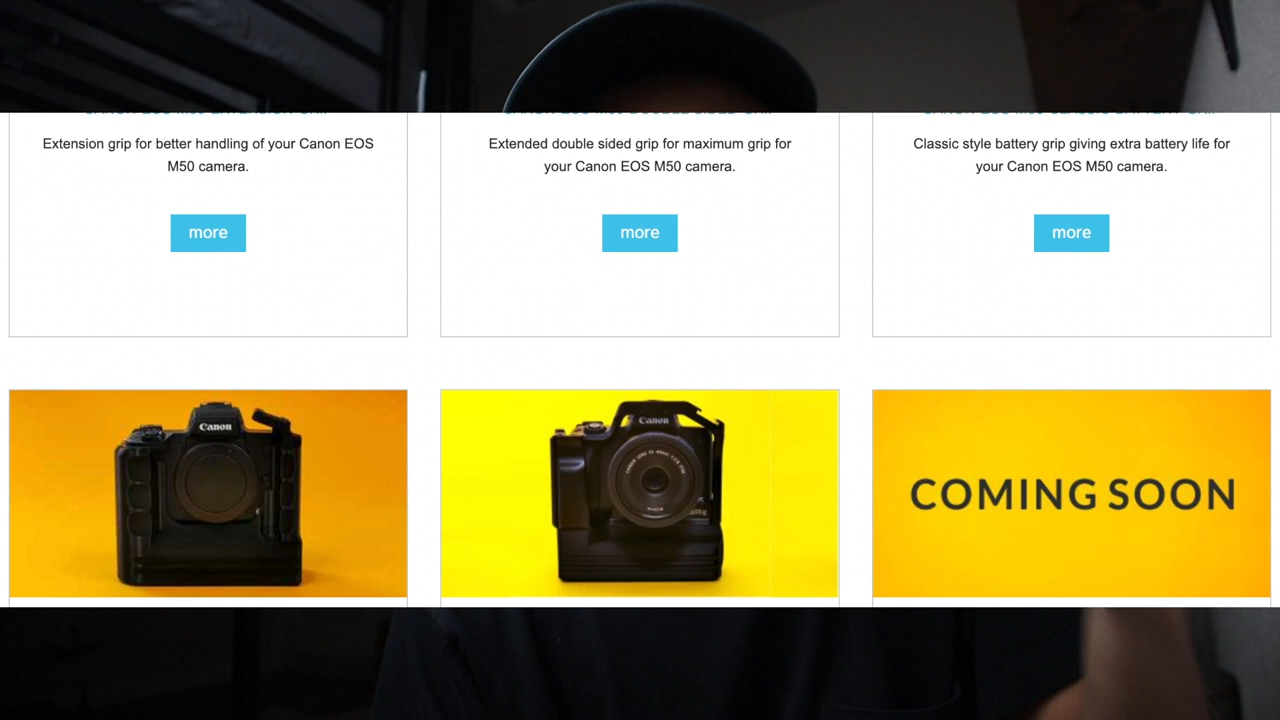 Extension grip for better handling of your Canon EOS
M50 camera.
Extended double sided grip for maximum grip for
your Canon EOS M50 camera.
Classic style battery grip giving extra battery life for
your Canon EOS M50 camera.
more
more
more
Canon
Canon
COMING SOON